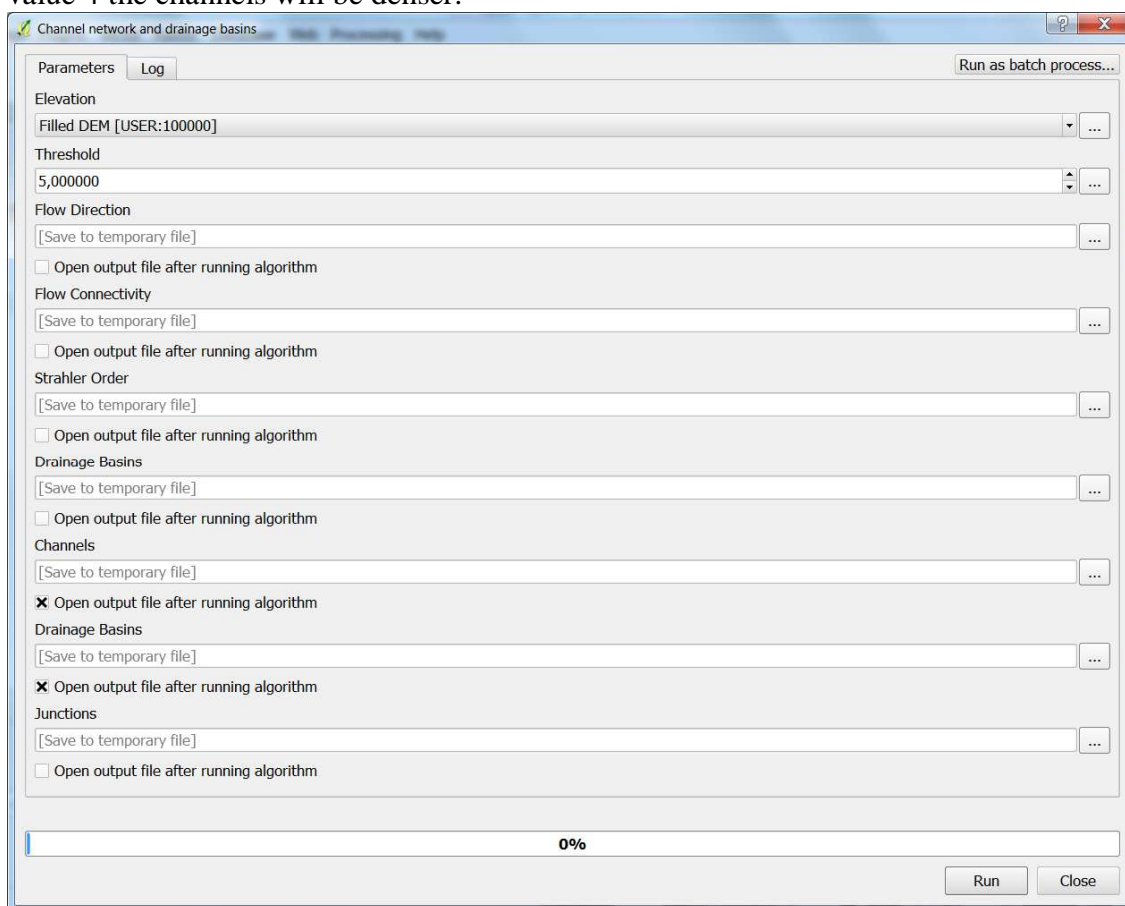 value 4 the channels will be denser.
Channel network and drainage basins
Web Processing Help
Parameters Log Run as batch process...
Elevation
Filled DEM [USER:100000] ...
Threshold
5,000000 ...
Flow Direction
[Save to temporary file] ...
Open output file after running algorithm
Flow Connectivity
[Save to temporary file] ...
Open output file after running algorithm
Strahler Order
[Save to temporary file] ...
Open output file after running algorithm
Drainage Basins
[Save to temporary file] ...
Open output file after running algorithm
Channels
[Save to temporary file] ...
Open output file after running algorithm
Drainage Basins
[Save to temporary file] ...
Open output file after running algorithm
Junctions
[Save to temporary file] ...
Open output file after running algorithm
0%
Run Close